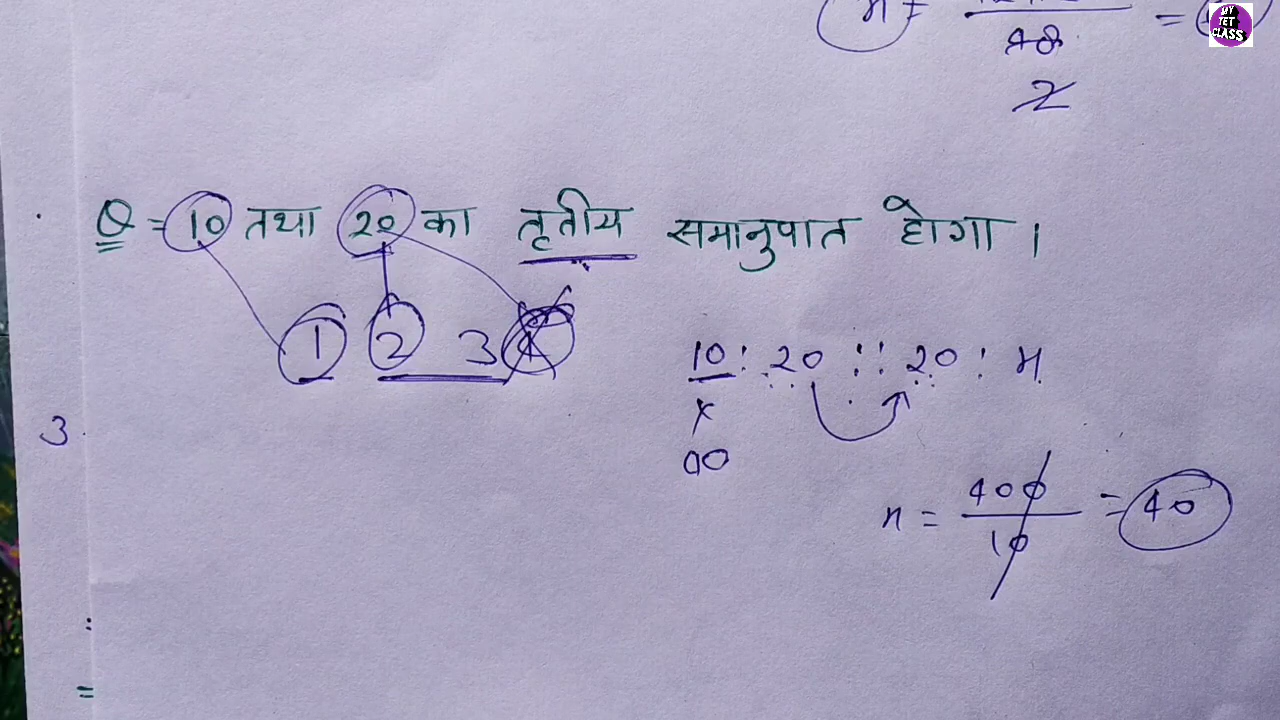 MY TET CLASS
n =
= 
48
2
Q = 10 तथा 20 का तृतीय समानुपात होगा ।
1 2 3 4
10 : 20 :: 20 : x
3
n = 400 / 10 = 40